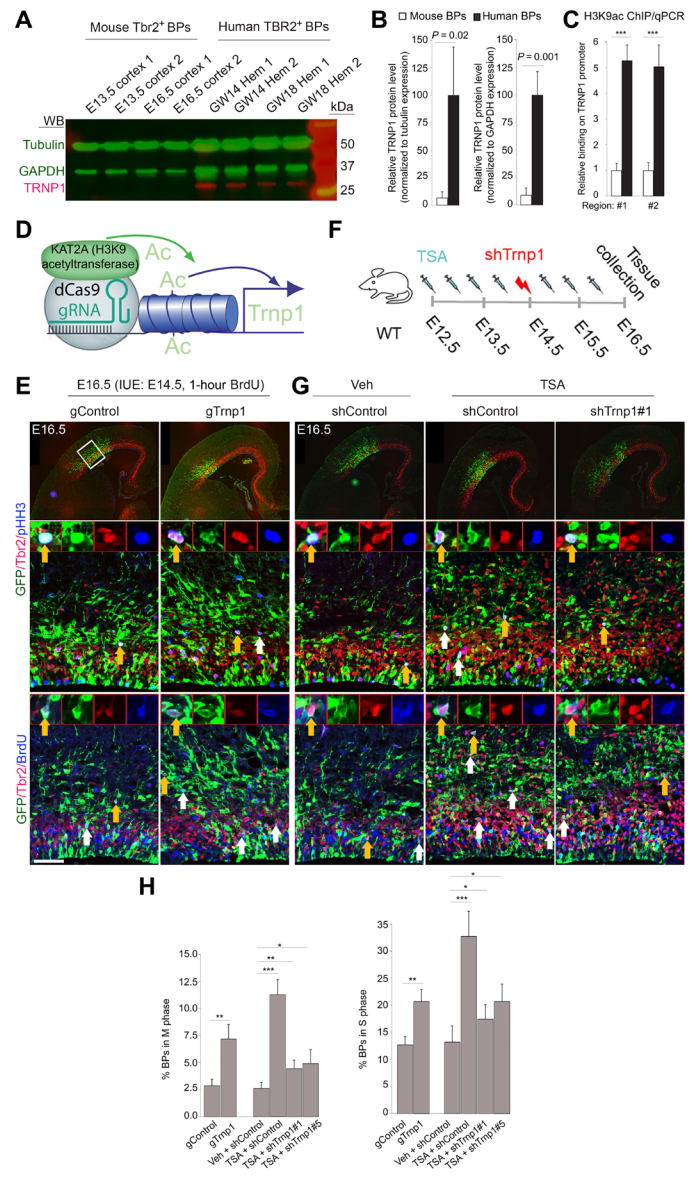 A
Mouse Tbr2+ BPs
Human TBR2+ BPs
E13.5 cortex 1
E13.5 cortex 2
E16.5 cortex 1
E16.5 cortex 2
GW14 Hem 1
GW14 Hem 2
GW18 Hem 1
GW18 Hem 2
WB
kDa
Tubulin
50
GAPDH
37
TRNP1
25
B
Mouse BPs
Human BPs
P = 0.02
P = 0.001
Relative TRNP1 protein level
(normalized to tubulin expression)
150
125
100
75
50
25
0
Relative TRNP1 protein level
(normalized to GAPDH expression)
150
125
100
75
50
25
0
C
H3K9ac ChIP/qPCR
***
***
Relative binding on TRNP1 promoter
6
5
4
3
2
1
0
Region: #1
#2
D
KAT2A (H3K9
acetyltransferase)
Ac
Ac
dCas9
gRNA
Trnp1
Ac
F
TSA
shTrnp1
Tissue
collection
WT
E12.5
E13.5
E14.5
E15.5
E16.5
E
E16.5 (IUE: E14.5, 1-hour BrdU)
gControl
gTrnp1
E16.5
GFP/Tbr2/pHH3
GFP/Tbr2/BrdU
G
Veh
TSA
shControl
shControl
shTrnp1#1
E16.5
H
% BPs in M phase
15.0
12.5
10.0
7.5
5.0
2.5
0.0
**
***
**
*
gControl
gTrnp1
Veh + shControl
TSA + shControl
TSA + shTrnp1#1
TSA + shTrnp1#5
% BPs in S phase
35
30
25
20
15
10
5
0
**
***
*
*
gControl
gTrnp1
Veh + shControl
TSA + shControl
TSA + shTrnp1#1
TSA + shTrnp1#5